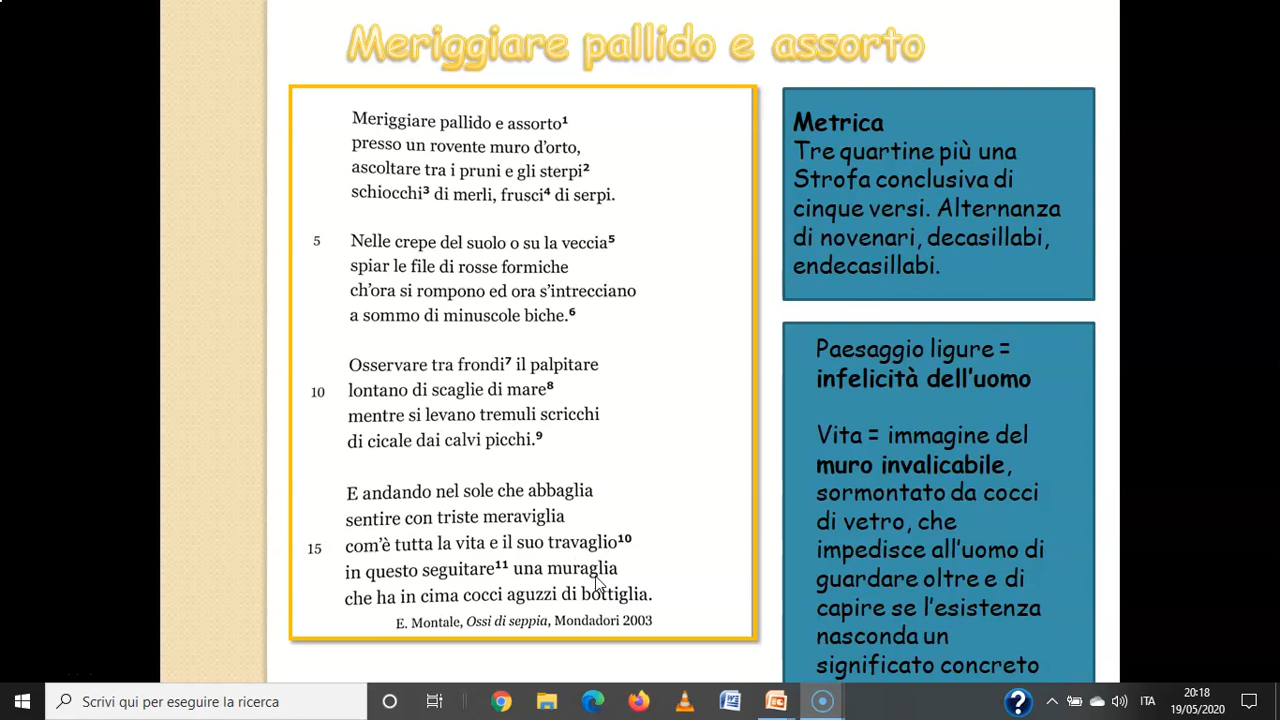 Meriggiare pallido e assorto
Meriggiare pallido e assorto¹
presso un rovente muro d'orto,
ascoltare tra i pruni e gli sterpi²
schiocchi³ di merli, frusci⁴ di serpi.
5 Nelle crepe del suolo o su la veccia⁵
spiar le file di rosse formiche
ch'ora si rompono ed ora s'intrecciano
a sommo di minuscole biche.⁶
Osservare tra frondi⁷ il palpitare
10 lontano di scaglie di mare⁸
mentre si levano tremuli scricchi
di cicale dai calvi picchi.⁹
E andando nel sole che abbaglia
sentire con triste meraviglia
15 com'è tutta la vita e il suo travaglio¹⁰
in questo seguitare¹¹ una muraglia
che ha in cima cocci aguzzi di bottiglia.
E. Montale, Ossi di seppia, Mondadori 2003
Metrica
Tre quartine più una
Strofa conclusiva di
cinque versi. Alternanza
di novenari, decasillabi,
endecasillabi.
Paesaggio ligure =
infelicità dell'uomo
Vita = immagine del
muro invalicabile,
sormontato da cocci
di vetro, che
impedisce all'uomo di
guardare oltre e di
capire se l'esistenza
nasconda un
significato concreto
Scrivi qui per eseguire la ricerca
ITA
20:18
19/05/2020